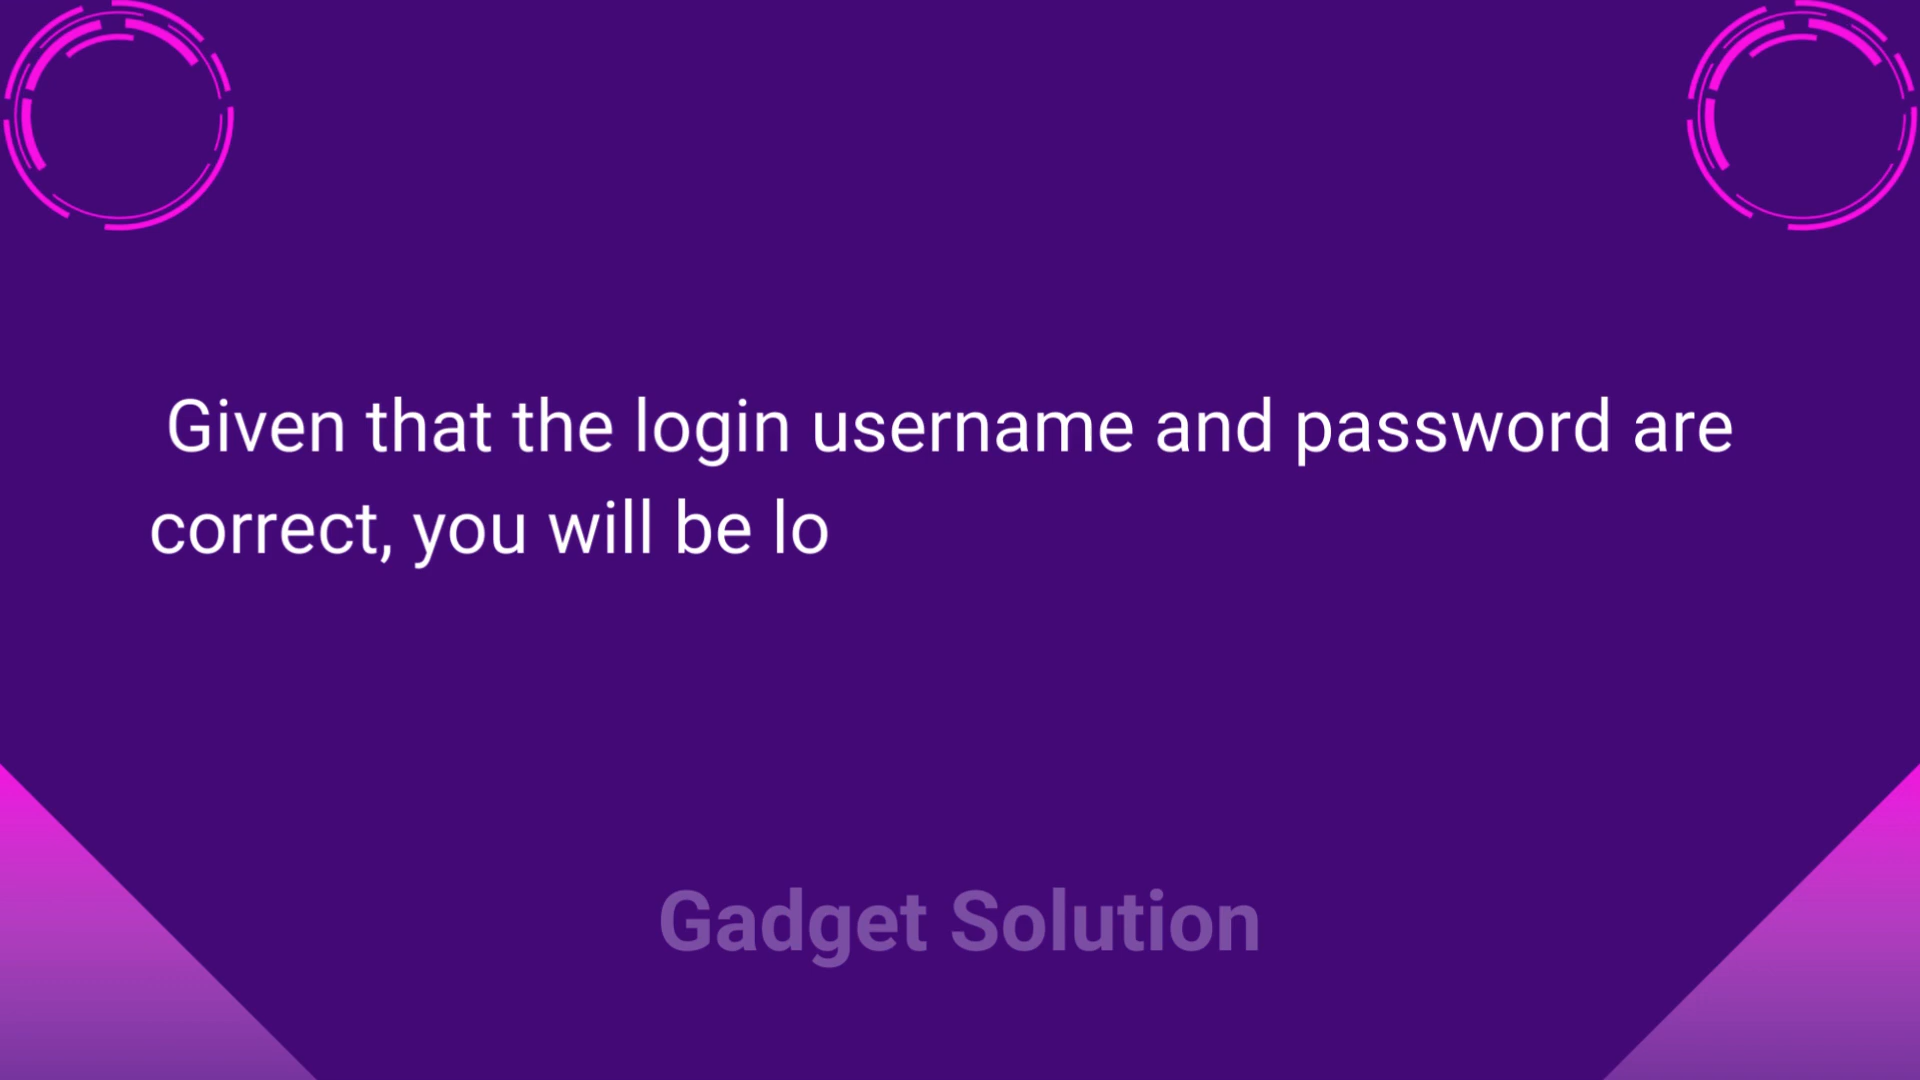 Given that the login username and password are
correct, you will be lo
Gadget Solution